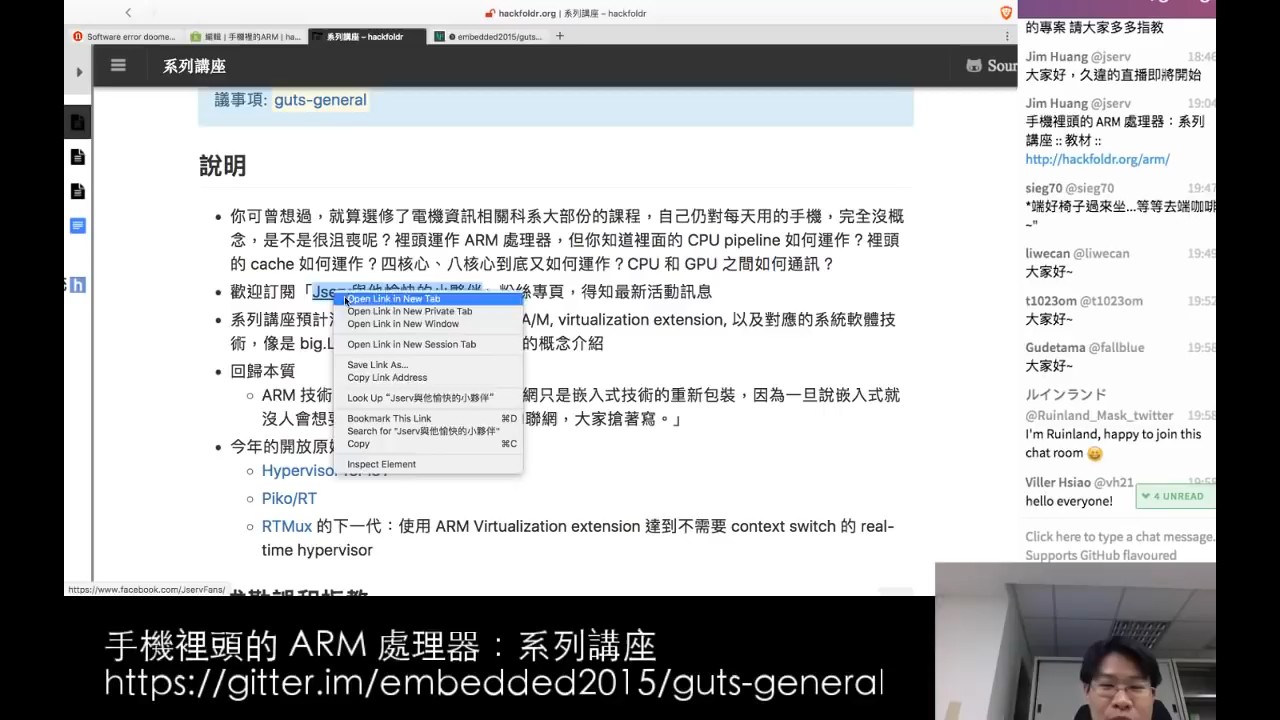 hackfoldr.org | 系列講座 – hackfoldr
Software error doome...
編輯 | 手機裡的ARM | ha...
系列講座 – hackfoldr
embedded2015/guts...
系列講座
Sour
議事項: guts-general
說明
你可曾想過，就算選修了電機資訊相關科系大部份的課程，自己仍對每天用的手機，完全沒概
念，是不是很沮喪呢？裡頭運作 ARM 處理器，但你知道裡面的 CPU pipeline 如何運作？裡頭
的 cache 如何運作？四核心、八核心到底又如何運作？CPU 和 GPU 之間如何通訊？
歡迎訂閱「Jserv與他愉快的小夥伴」粉絲專頁，得知最新活動訊息
系列講座預計
A/M, virtualization extension, 以及對應的系統軟體技
術，像是 big.L
的概念介紹
回歸本質
ARM 技術
網只是嵌入式技術的重新包裝，因為一旦說嵌入式就
沒人會想要
聯網，大家搶著寫。」
今年的開放原始
Hypervisor
Piko/RT
RTMux 的下一代：使用 ARM Virtualization extension 達到不需要 context switch 的 real-
time hypervisor
Open Link in New Tab
Open Link in New Private Tab
Open Link in New Window
Open Link in New Session Tab
Save Link As...
Copy Link Address
Look Up “Jserv與他愉快的小夥伴”
Bookmark This Link ⌘D
Search for "Jserv與他愉快的小夥伴"
Copy ⌘C
Inspect Element
https://www.facebook.com/JservFans/
的專案 請大家多多指教
Jim Huang @jserv 18:46
大家好，久違的直播即將開始
Jim Huang @jserv 19:04
手機裡頭的 ARM 處理器：系列
講座 :: 教材 ::
http://hackfoldr.org/arm/
sieg70 @sieg70 19:47
*端好椅子過來坐...等等去端咖啡
~"
liwecan @liwecan 19:49
大家好~
t1023om @t1023om 19:52
大家好~
Gudetama @fallblue 19:58
大家好~
ルインランド
@Ruinland_Mask_twitter 19:58
I'm Ruinland, happy to join this
chat room
Viller Hsiao @vh21 19:59
hello everyone!
4 UNREAD
Click here to type a chat message.
Supports GitHub flavoured
手機裡頭的 ARM 處理器：系列講座
https://gitter.im/embedded2015/guts-general